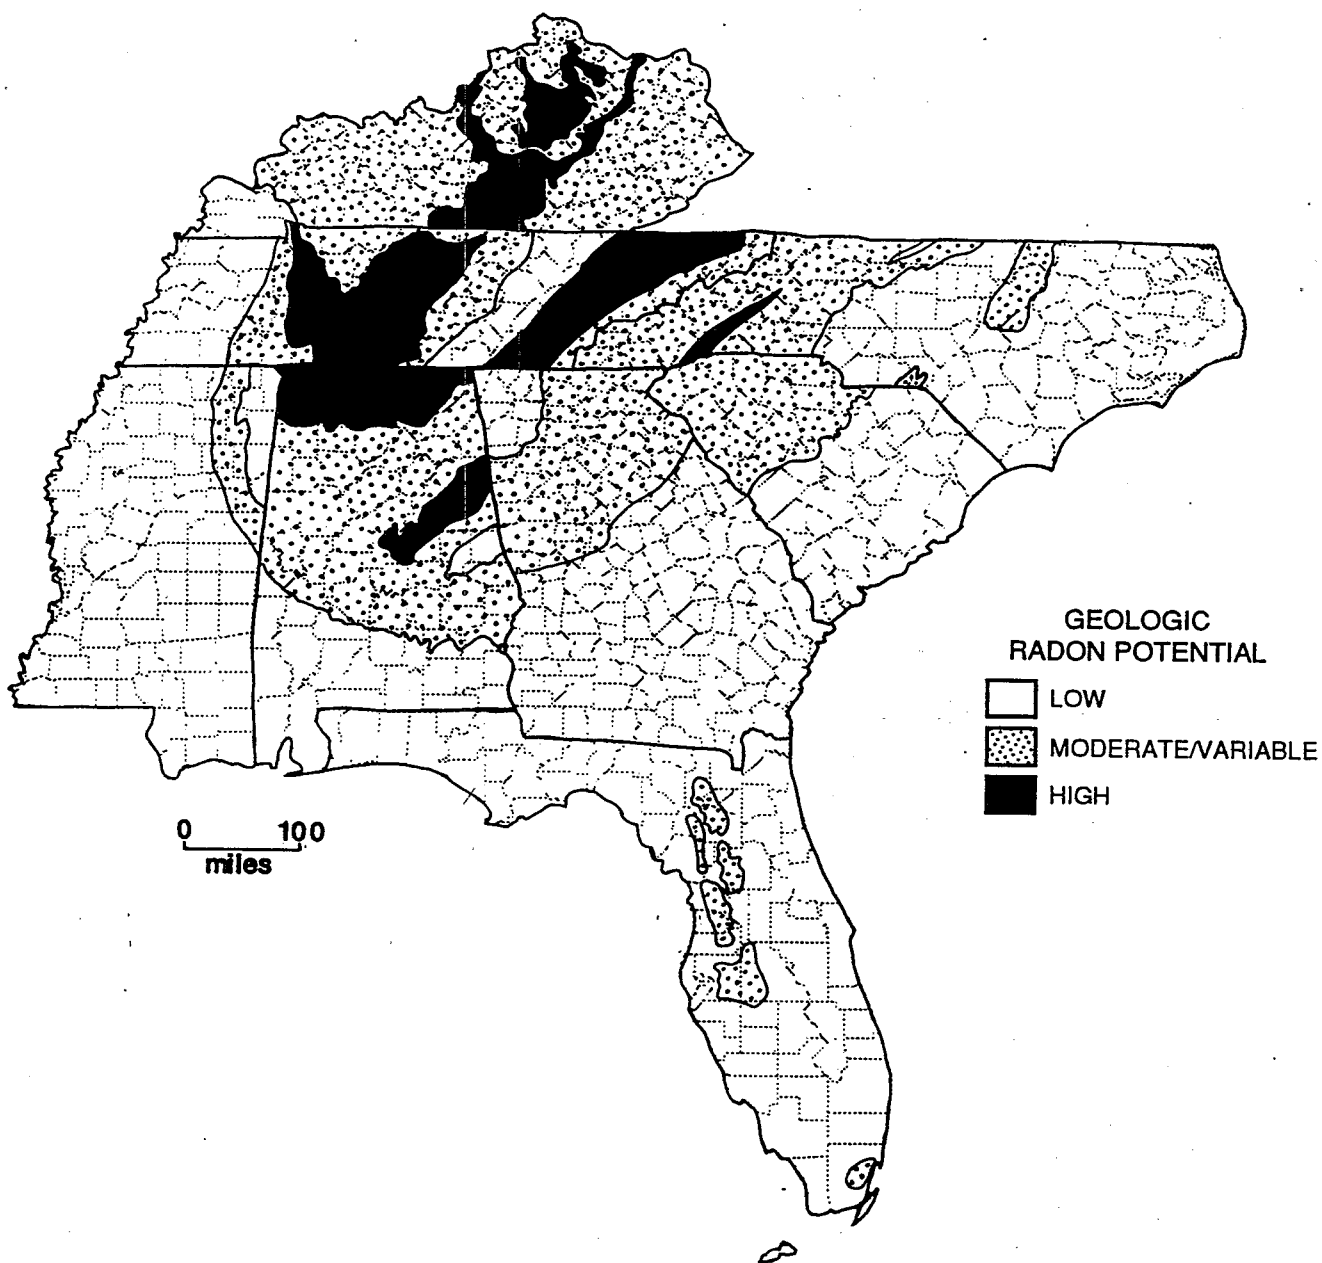 GEOLOGIC
RADON POTENTIAL
LOW
MODERATE/VARIABLE
HIGH
0 100
miles